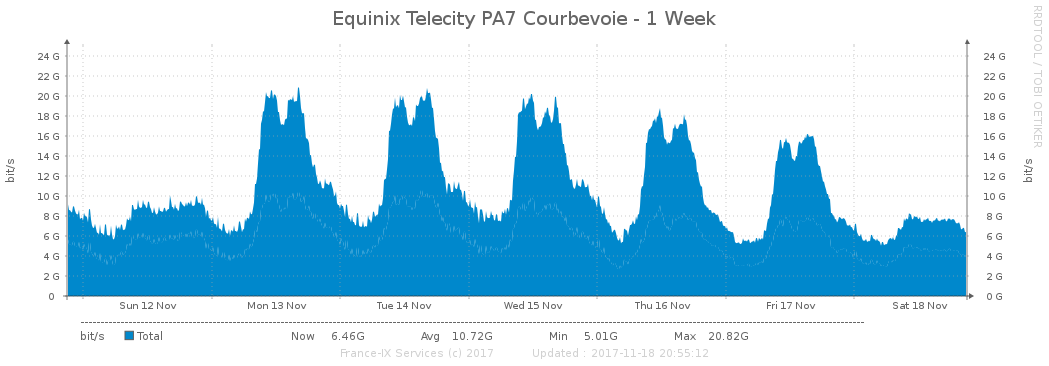 Equinix Telecity PA7 Courbevoie - 1 Week
RRDTOOL / TOBI OETIKER
24 G 24 G
22 G 22 G
20 G 20 G
18 G 18 G
16 G 16 G
14 G 14 G
12 G 12 G
10 G 10 G
8 G 8 G
6 G 6 G
4 G 4 G
2 G 2 G
0 0 G
bit/s bit/s
Sun 12 Nov Mon 13 Nov Tue 14 Nov Wed 15 Nov Thu 16 Nov Fri 17 Nov Sat 18 Nov
bit/s Total Now 6.46G Avg 10.72G Min 5.01G Max 20.82G
France-IX Services (c) 2017 Updated : 2017-11-18 20:55:12